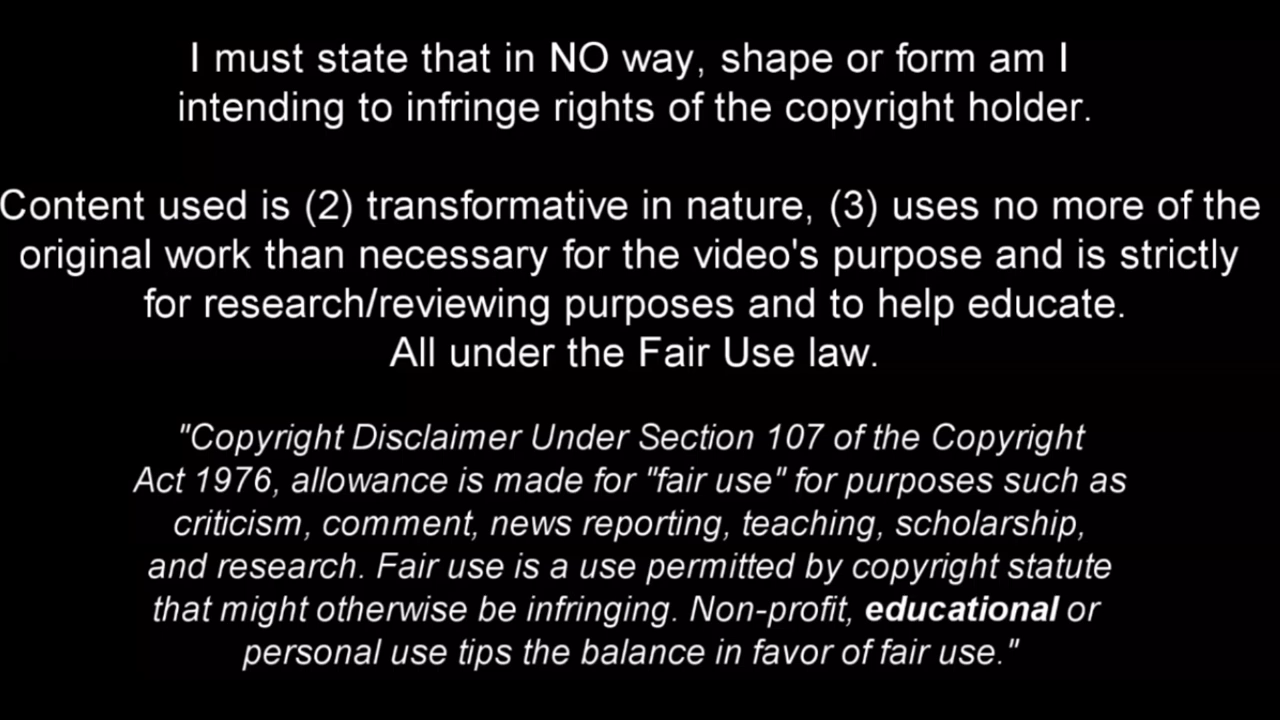 I must state that in NO way, shape or form am I
intending to infringe rights of the copyright holder.
Content used is (2) transformative in nature, (3) uses no more of the
original work than necessary for the video's purpose and is strictly
for research/reviewing purposes and to help educate.
All under the Fair Use law.
"Copyright Disclaimer Under Section 107 of the Copyright
Act 1976, allowance is made for "fair use" for purposes such as
criticism, comment, news reporting, teaching, scholarship,
and research. Fair use is a use permitted by copyright statute
that might otherwise be infringing. Non-profit, educational or
personal use tips the balance in favor of fair use."